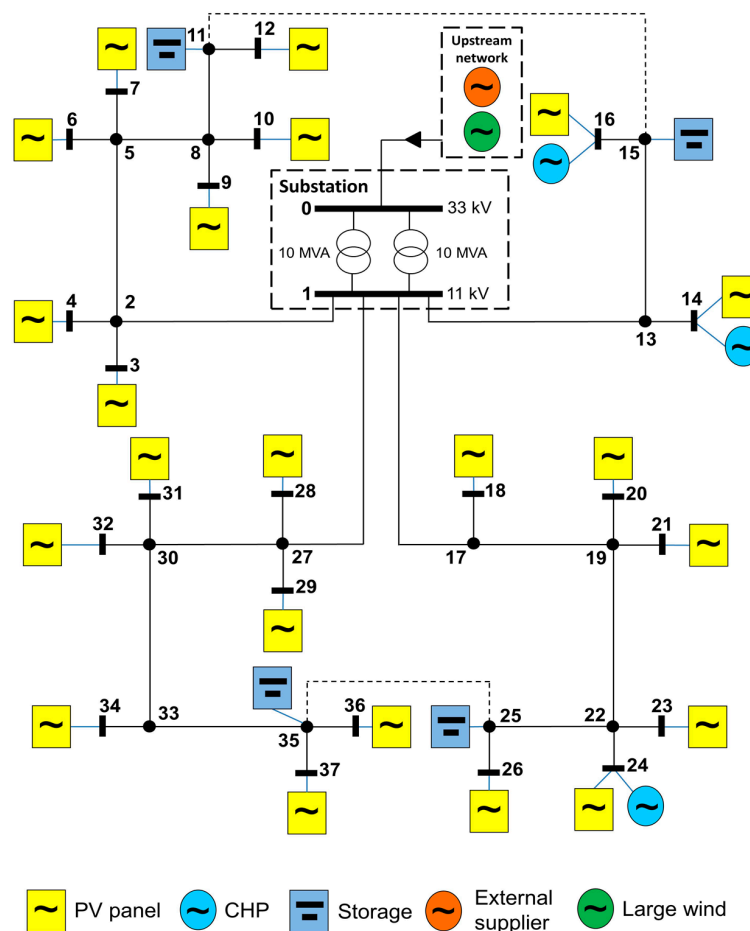 11
12
Upstream
network
7
6
10
16
5
8
15
9
Substation
0
33 kV
10 MVA
10 MVA
1
11 kV
4
2
14
3
13
31
28
18
20
32
21
30
27
17
19
29
34
33
36
25
22
23
35
37
26
24
PV panel
CHP
Storage
External
supplier
Large wind